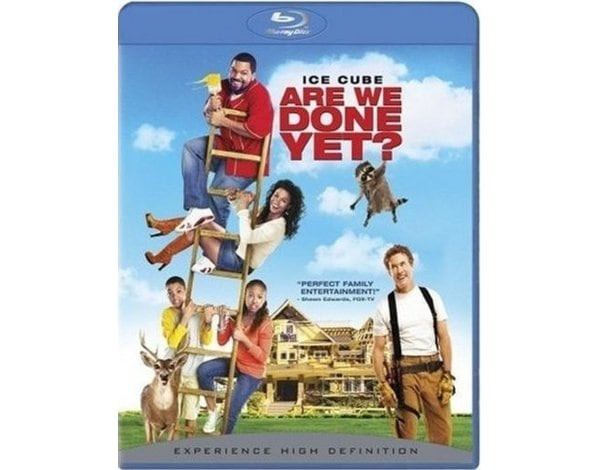 Blu-ray Disc
ICE CUBE
ARE WE
DONE
YET?
"PERFECT FAMILY
ENTERTAINMENT!"
- Shawn Edwards, FOX-TV
EXPERIENCE HIGH DEFINITION